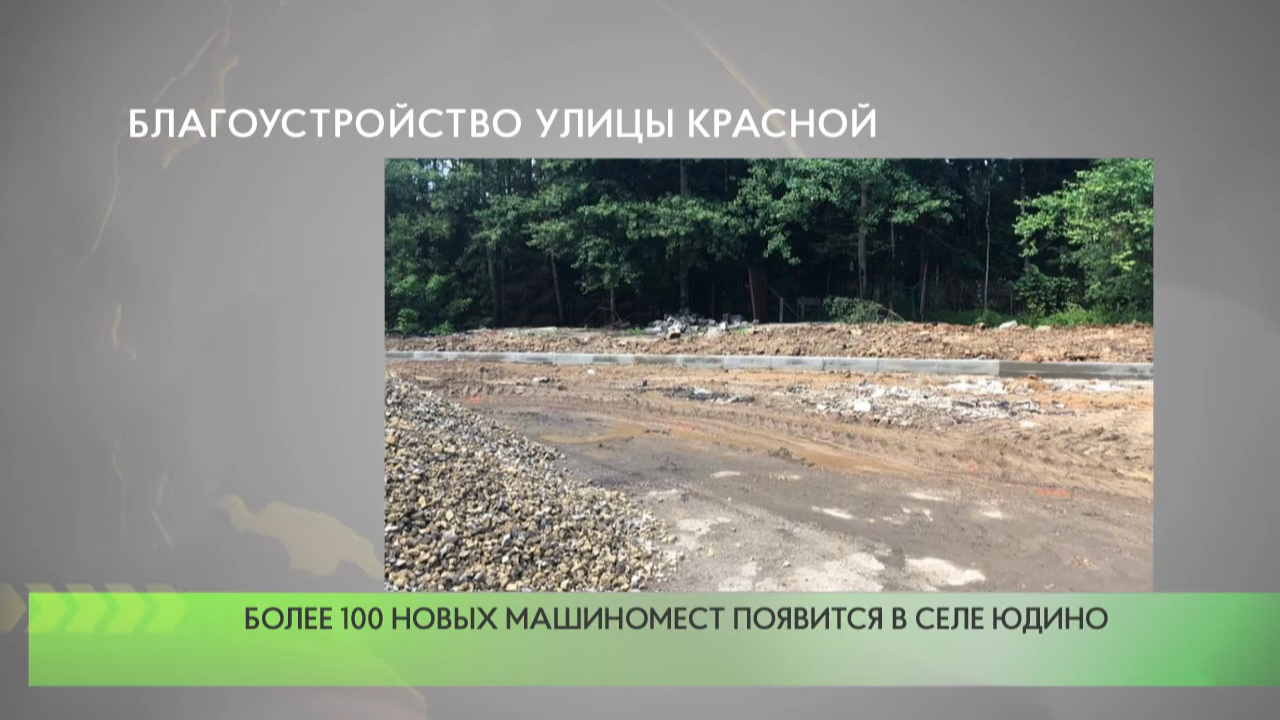 БЛАГОУСТРОЙСТВО УЛИЦЫ КРАСНОЙ
БОЛЕЕ 100 НОВЫХ МАШИНОМЕСТ ПОЯВИТСЯ В СЕЛЕ ЮДИНО